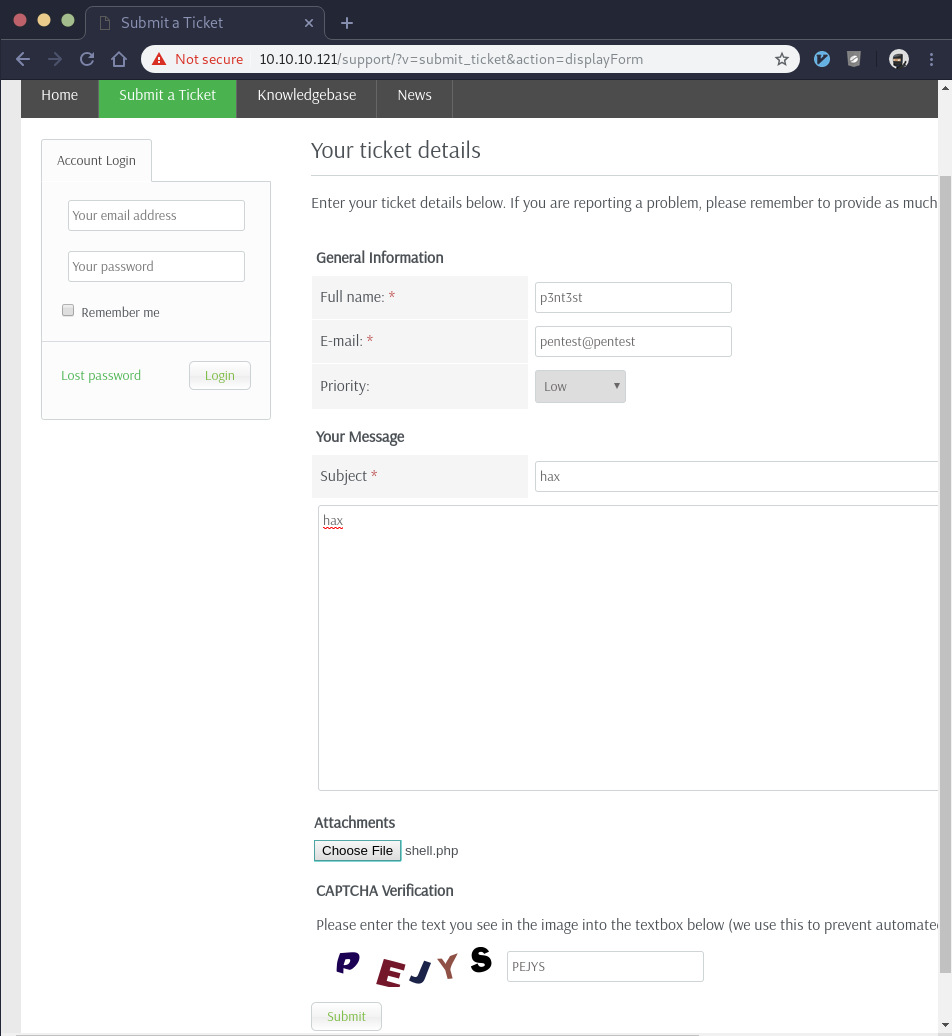 Submit a Ticket
Not secure 10.10.10.121/support/?v=submit_ticket&action=displayForm
Home Submit a Ticket Knowledgebase News
Account Login
Your email address
Your password
Remember me
Lost password Login
Your ticket details
Enter your ticket details below. If you are reporting a problem, please remember to provide as much
General Information
Full name: * p3nt3st
E-mail: * pentest@pentest
Priority: Low
Your Message
Subject * hax
hax
Attachments
Choose File shell.php
CAPTCHA Verification
Please enter the text you see in the image into the textbox below (we use this to prevent automate
P E J Y S PEJYS
Submit